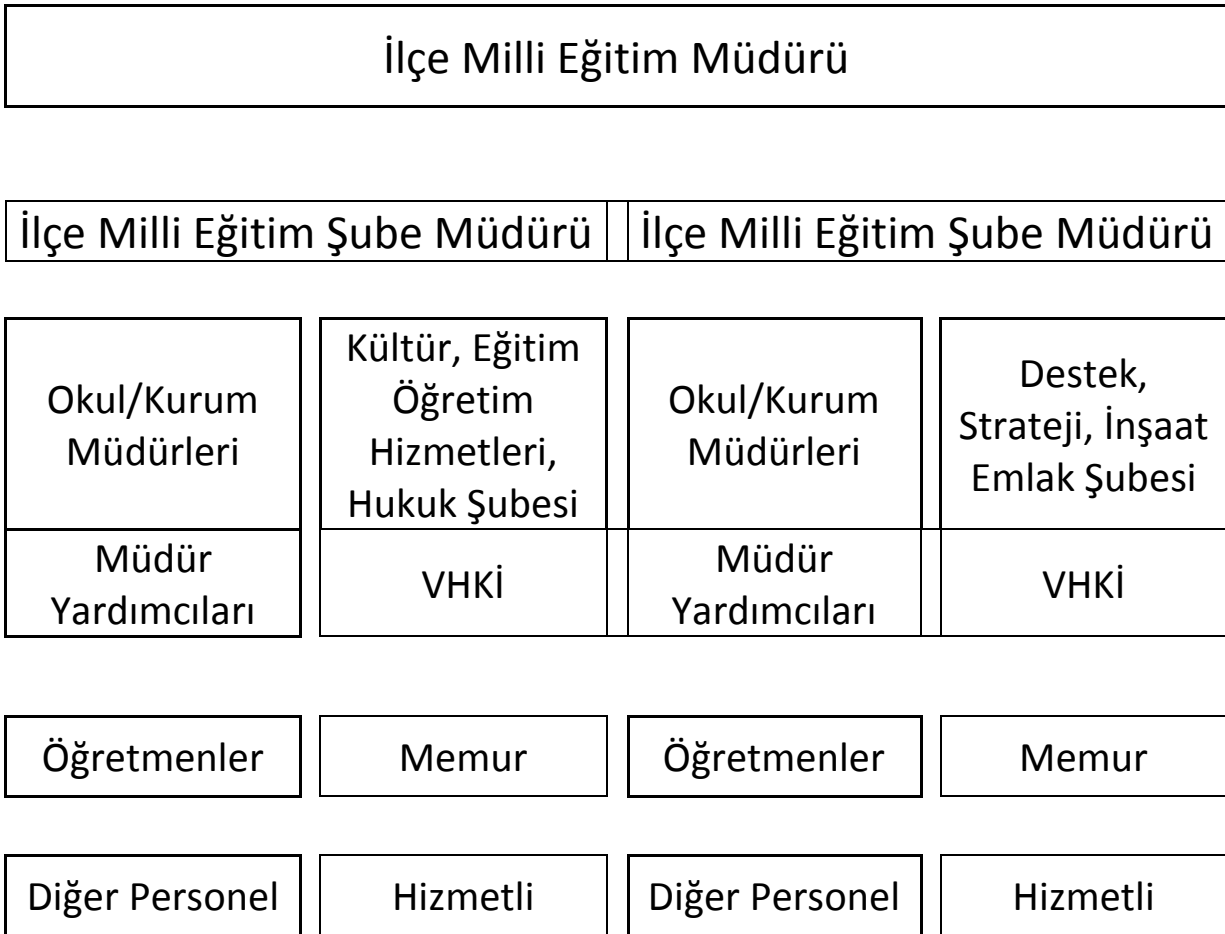 İlçe Milli Eğitim Müdürü
İlçe Milli Eğitim Şube Müdürü
İlçe Milli Eğitim Şube Müdürü
Okul/Kurum
Müdürleri
Kültür, Eğitim
Öğretim
Hizmetleri,
Hukuk Şubesi
Okul/Kurum
Müdürleri
Destek,
Strateji, İnşaat
Emlak Şubesi
Müdür
Yardımcıları
VHKİ
Müdür
Yardımcıları
VHKİ
Öğretmenler
Memur
Öğretmenler
Memur
Diğer Personel
Hizmetli
Diğer Personel
Hizmetli